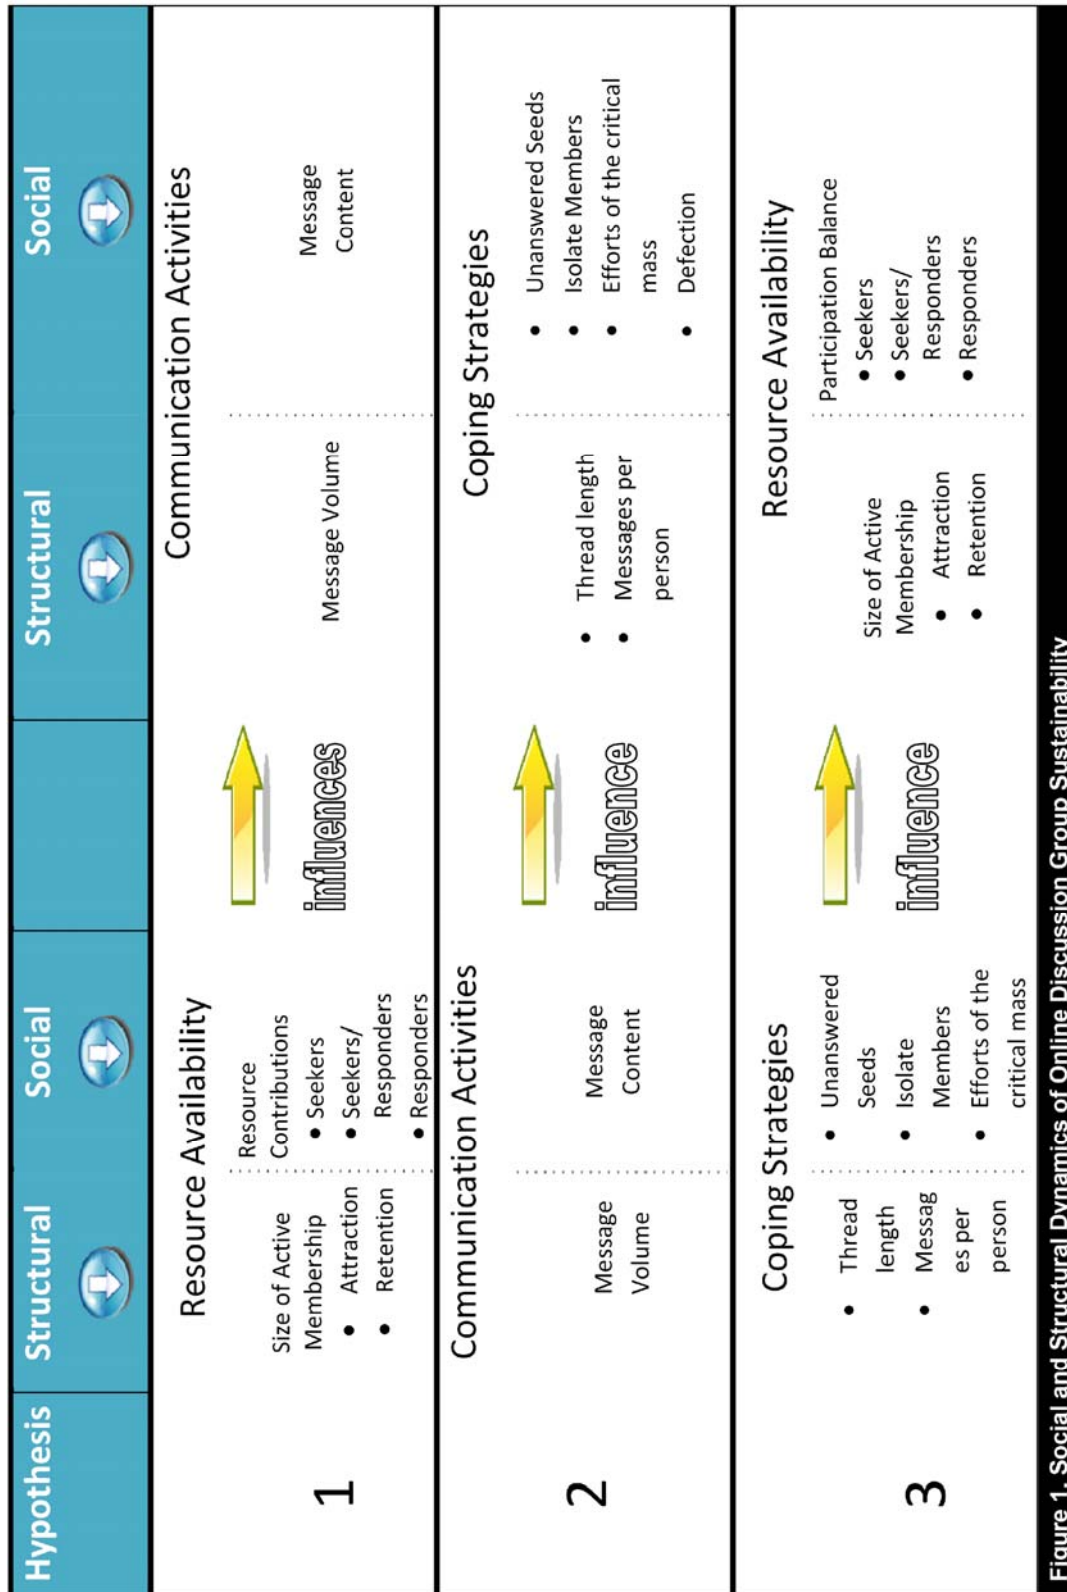 Hypothesis
Structural
Social
Structural
Social
1
Resource Availability
Size of Active
Membership
• Attraction
• Retention
Resource
Contributions
• Seekers
• Seekers/
Responders
• Responders
influences
Communication Activities
Message Volume
Message
Content
2
Communication Activities
Message
Volume
Message
Content
influence
Coping Strategies
• Thread length
• Messages per
person
• Unanswered Seeds
• Isolate Members
• Efforts of the critical
mass
• Defection
3
Coping Strategies
• Thread
length
• Messag
es per
person
• Unanswered
Seeds
• Isolate
Members
• Efforts of the
critical mass
influence
Resource Availability
Size of Active
Membership
• Attraction
• Retention
Participation Balance
• Seekers
• Seekers/
Responders
• Responders
Figure 1. Social and Structural Dynamics of Online Discussion Group Sustainability